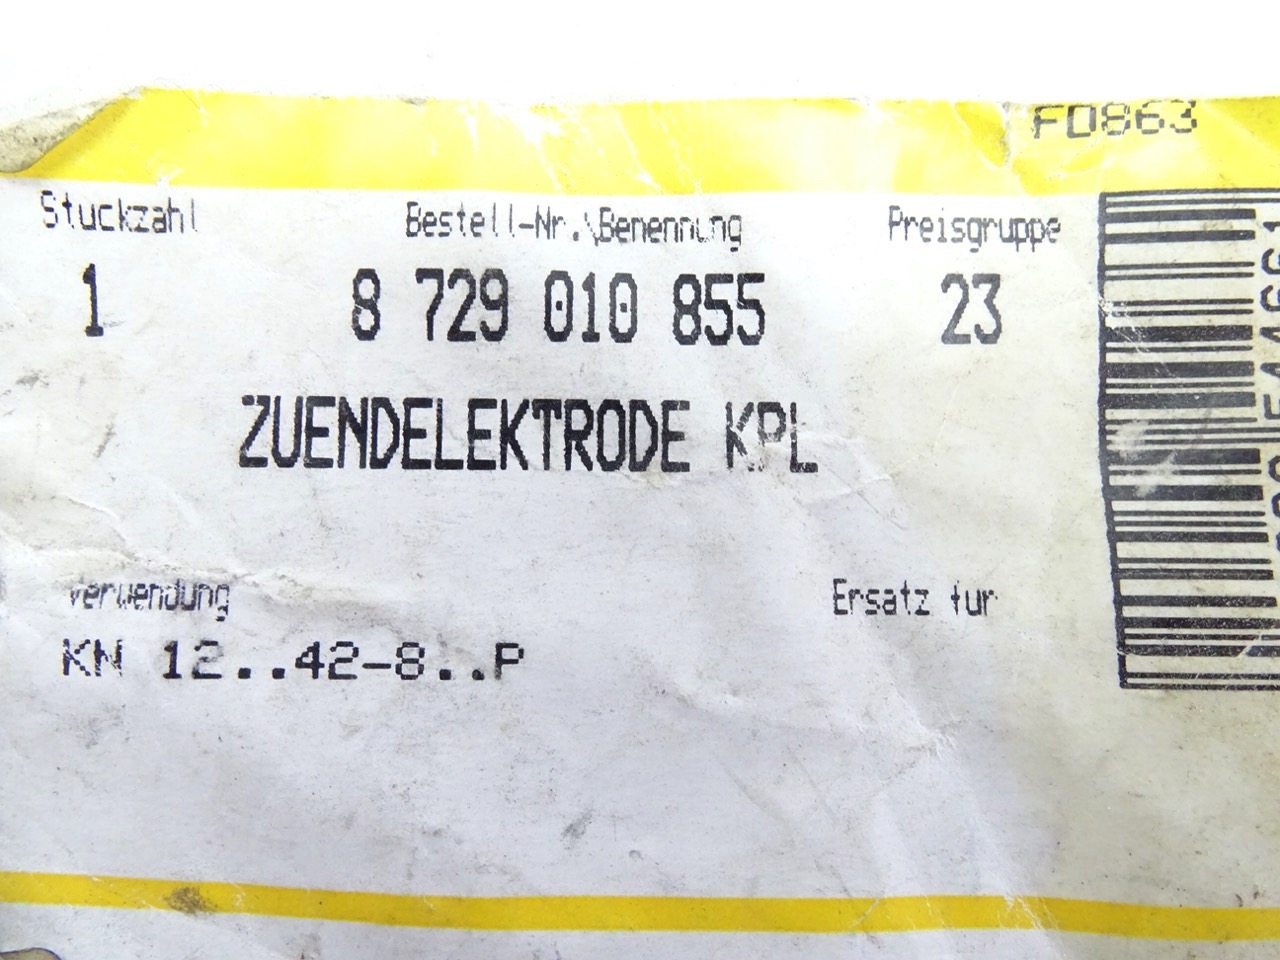 FD863
Stuckzahl Bestell-Nr.\Benennung Preisgruppe
1 8 729 010 855 23
ZUENDELEKTRODE KPL
Verwendung Ersatz fur
KN 12..42-8..P